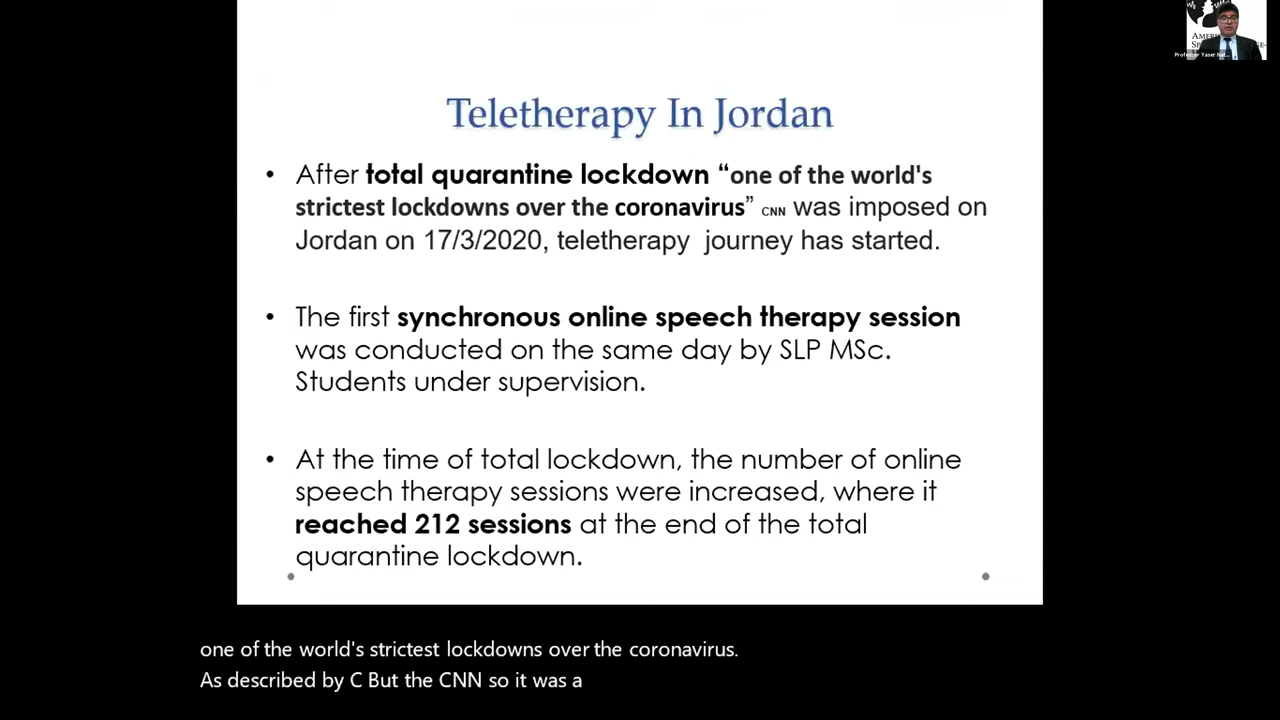 Teletherapy In Jordan
• After total quarantine lockdown “one of the world's
strictest lockdowns over the coronavirus” CNN was imposed on
Jordan on 17/3/2020, teletherapy journey has started.
• The first synchronous online speech therapy session
was conducted on the same day by SLP MSc.
Students under supervision.
• At the time of total lockdown, the number of online
speech therapy sessions were increased, where it
reached 212 sessions at the end of the total
quarantine lockdown.
Professor Yaser
one of the world's strictest lockdowns over the coronavirus.
As described by C But the CNN so it was a